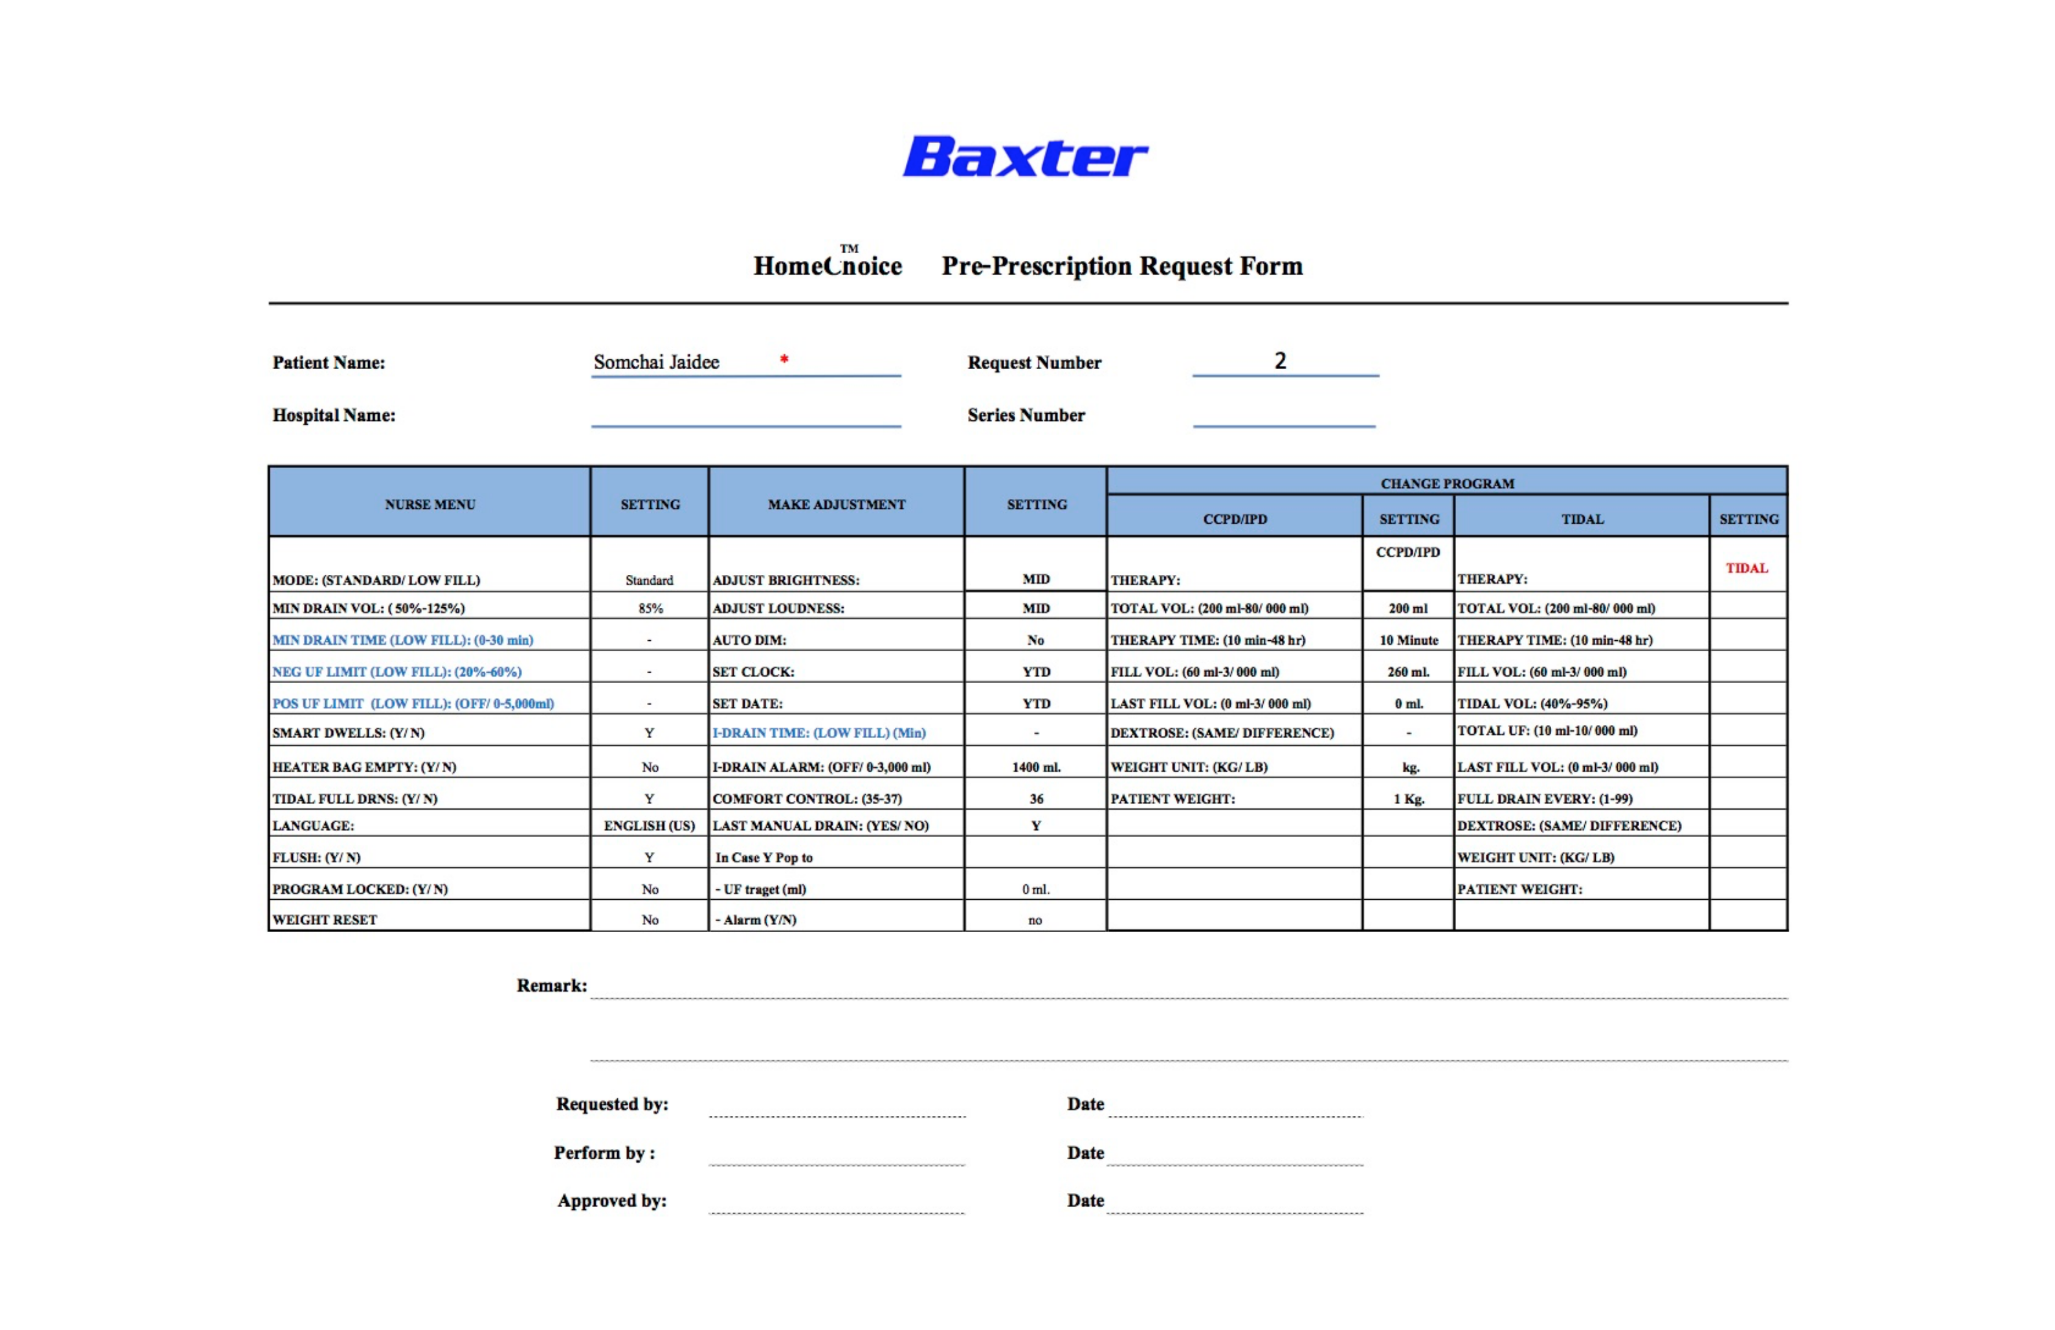 Baxter
HomeChoice™ Pre-Prescription Request Form
Patient Name: Somchai Jaidee * Request Number 2
Hospital Name: Series Number
NURSE MENU SETTING MAKE ADJUSTMENT SETTING CHANGE PROGRAM
CCPD/IPD SETTING TIDAL SETTING
MODE: (STANDARD/ LOW FILL) Standard ADJUST BRIGHTNESS: MID THERAPY: CCPD/IPD THERAPY: TIDAL
MIN DRAIN VOL: ( 50%-125%) 85% ADJUST LOUDNESS: MID TOTAL VOL: (200 ml-80/ 000 ml) 200 ml TOTAL VOL: (200 ml-80/ 000 ml)
MIN DRAIN TIME (LOW FILL): (0-30 min) - AUTO DIM: No THERAPY TIME: (10 min-48 hr) 10 Minute THERAPY TIME: (10 min-48 hr)
NEG UF LIMIT (LOW FILL): (20%-60%) - SET CLOCK: YTD FILL VOL: (60 ml-3/ 000 ml) 260 ml. FILL VOL: (60 ml-3/ 000 ml)
POS UF LIMIT (LOW FILL): (OFF/ 0-5,000ml) - SET DATE: YTD LAST FILL VOL: (0 ml-3/ 000 ml) 0 ml. TIDAL VOL: (40%-95%)
SMART DWELLS: (Y/ N) Y I-DRAIN TIME: (LOW FILL) (Min) - DEXTROSE: (SAME/ DIFFERENCE) - TOTAL UF: (10 ml-10/ 000 ml)
HEATER BAG EMPTY: (Y/ N) No I-DRAIN ALARM: (OFF/ 0-3,000 ml) 1400 ml. WEIGHT UNIT: (KG/ LB) kg. LAST FILL VOL: (0 ml-3/ 000 ml)
TIDAL FULL DRNS: (Y/ N) Y COMFORT CONTROL: (35-37) 36 PATIENT WEIGHT: 1 Kg. FULL DRAIN EVERY: (1-99)
LANGUAGE: ENGLISH (US) LAST MANUAL DRAIN: (YES/ NO) Y DEXTROSE: (SAME/ DIFFERENCE)
FLUSH: (Y/ N) Y In Case Y Pop to WEIGHT UNIT: (KG/ LB)
PROGRAM LOCKED: (Y/ N) No - UF traget (ml) 0 ml. PATIENT WEIGHT:
WEIGHT RESET No - Alarm (Y/N) no
Remark:
Requested by: Date
Perform by : Date
Approved by: Date